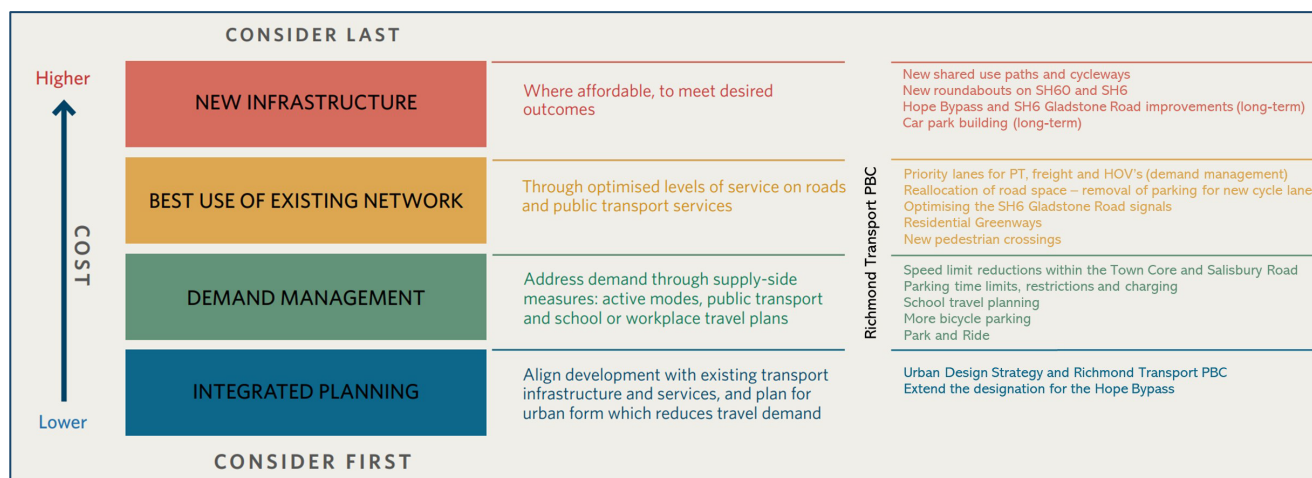 CONSIDER LAST
Higher
COST
Lower
NEW INFRASTRUCTURE
Where affordable, to meet desired
outcomes
New shared use paths and cycleways
New roundabouts on SH60 and SH6
Hope Bypass and SH6 Gladstone Road improvements (long-term)
Car park building (long-term)
BEST USE OF EXISTING NETWORK
Through optimised levels of service on roads
and public transport services
Richmond Transport PBC
Priority lanes for PT, freight and HOV's (demand management)
Reallocation of road space – removal of parking for new cycle lane
Optimising the SH6 Gladstone Road signals
Residential Greenways
New pedestrian crossings
DEMAND MANAGEMENT
Address demand through supply-side
measures: active modes, public transport
and school or workplace travel plans
Speed limit reductions within the Town Core and Salisbury Road
Parking time limits, restrictions and charging
School travel planning
More bicycle parking
Park and Ride
INTEGRATED PLANNING
Align development with existing transport
infrastructure and services, and plan for
urban form which reduces travel demand
Urban Design Strategy and Richmond Transport PBC
Extend the designation for the Hope Bypass
CONSIDER FIRST